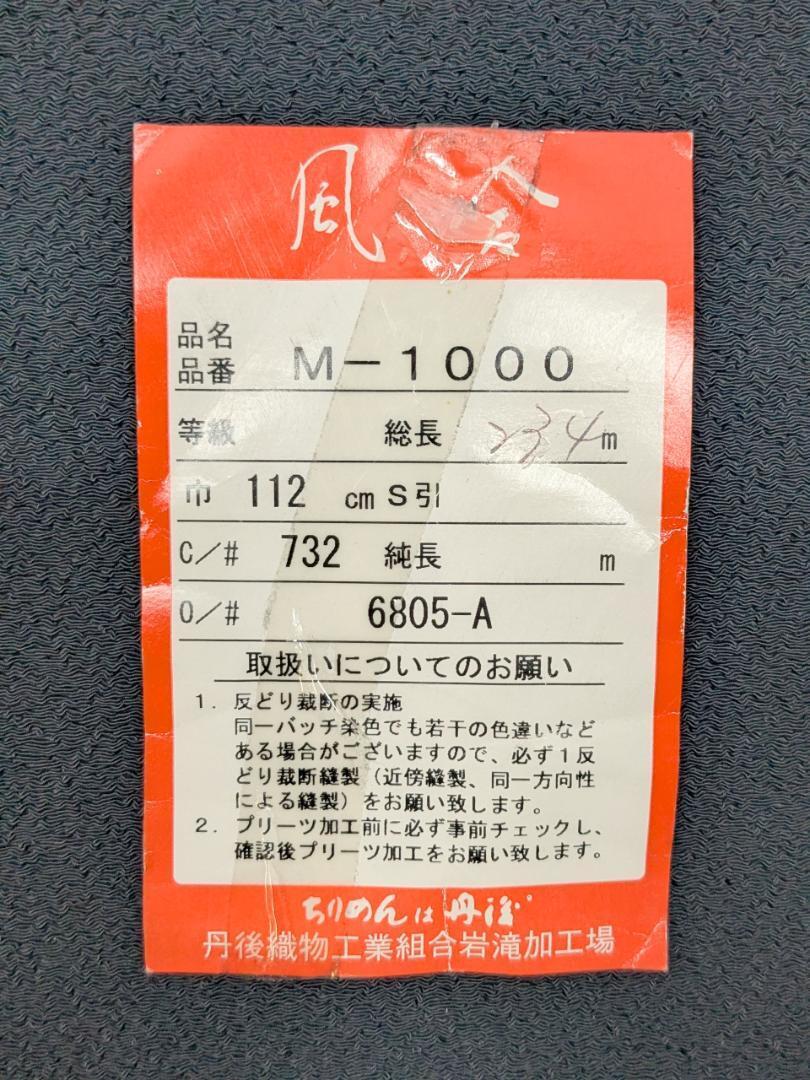 風合
品名
品番 M-1000
等級 総長 m
巾 112 cm S引
C/# 732 純長 m
O/# 6805-A
取扱いについてのお願い
1. 反どり裁断の実施
同一バッチ染色でも若干の色違いなど
ある場合がございますので、必ず1反
どり裁断縫製(近傍縫製、同一方向性
による縫製)をお願い致します。
2. プリーツ加工前に必ず事前チェックし、
確認後プリーツ加工をお願い致します。
ちりめんは丹後
丹後織物工業組合岩滝加工場